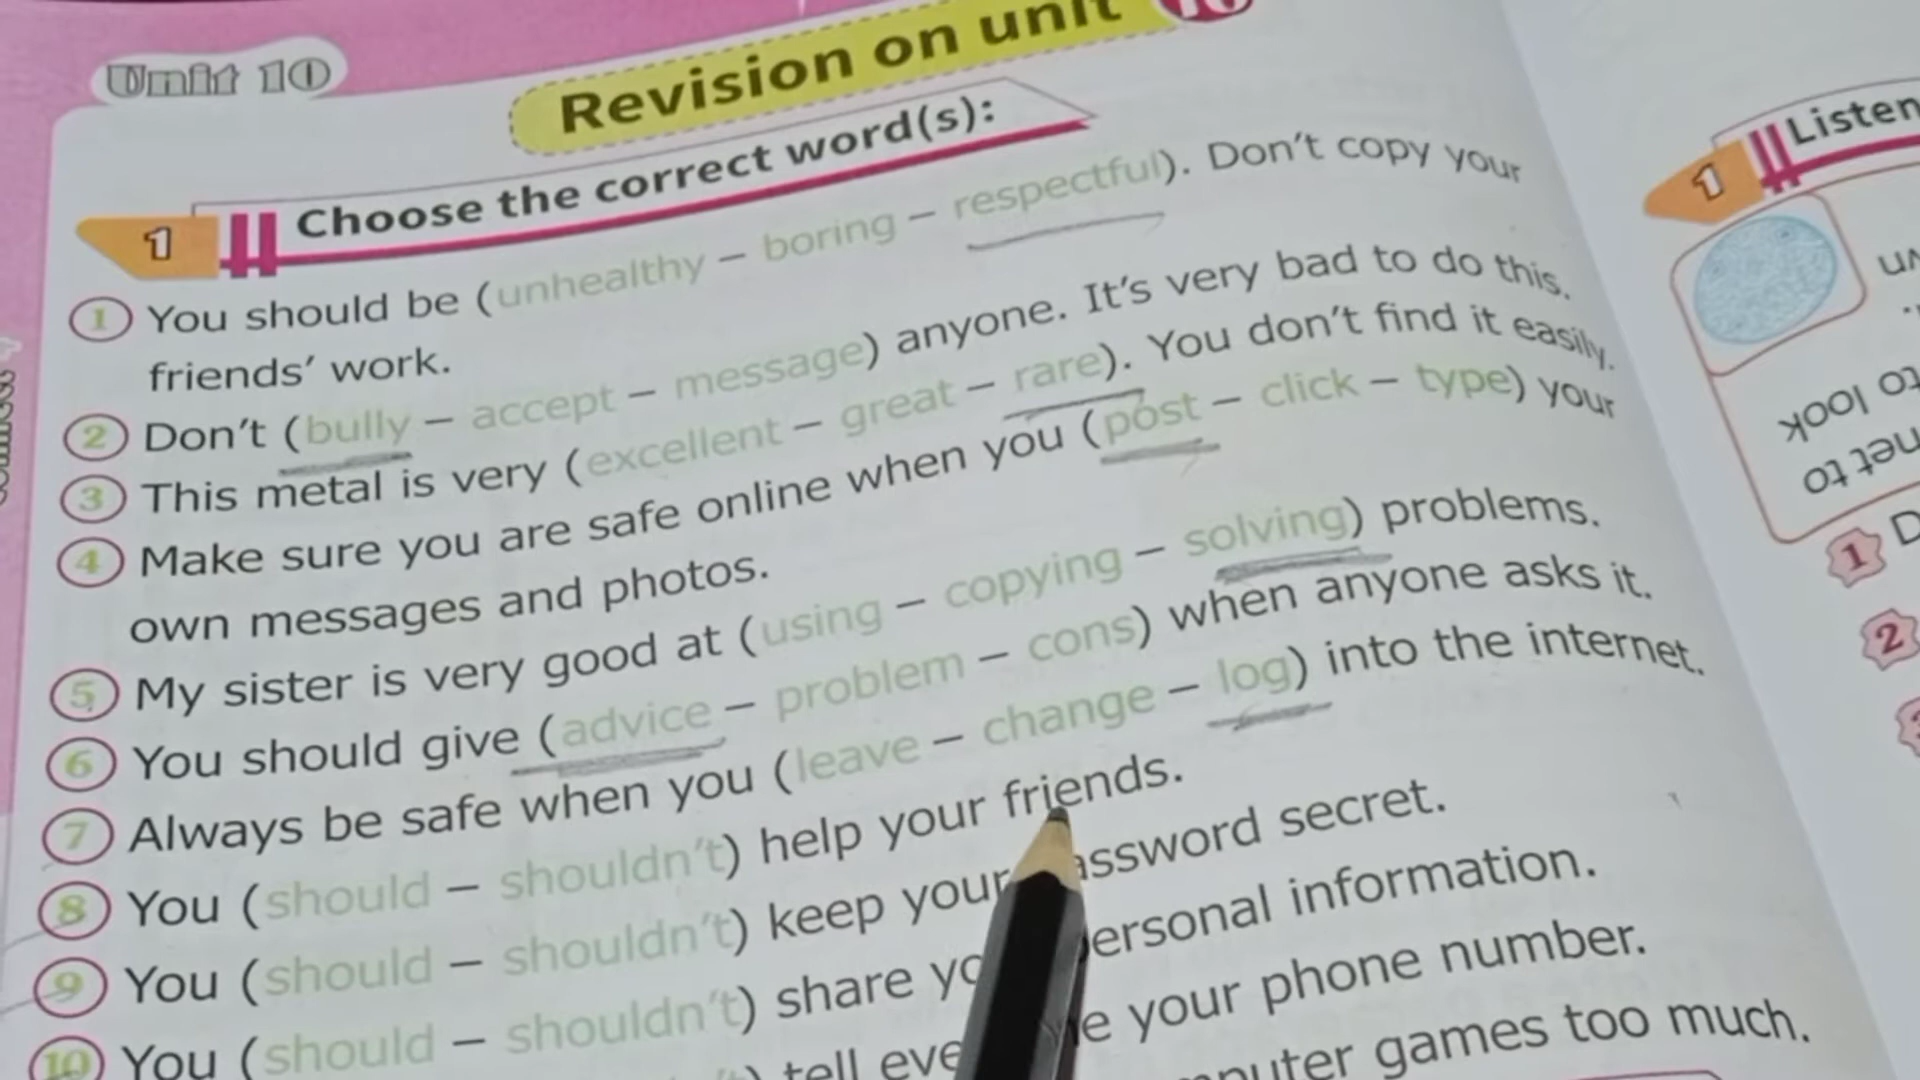 Unit 10
Revision on unit 10
1 Choose the correct word(s):
1 You should be (unhealthy – boring – respectful). Don't copy your
friends' work.
2 Don't (bully – accept – message) anyone. It's very bad to do this.
3 This metal is very (excellent – great – rare). You don't find it easily.
4 Make sure you are safe online when you (post – click – type) your
own messages and photos.
5 My sister is very good at (using – copying – solving) problems.
6 You should give (advice – problem – cons) when anyone asks it.
7 Always be safe when you (leave – change – log) into the internet.
8 You (should – shouldn't) help your friends.
9 You (should – shouldn't) keep your password secret.
10 You (should – shouldn't) share personal information.
tell your phone number.
games too much.
1 Listen
to look
net to
1 D
2